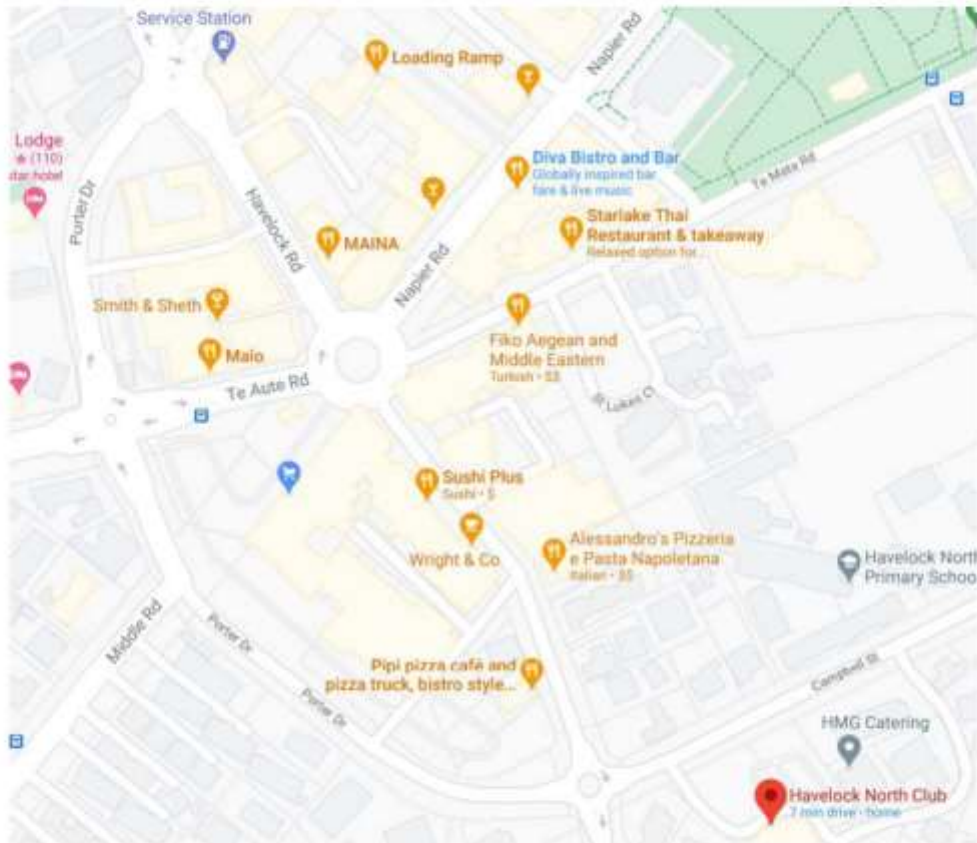 Service Station
Loading Ramp
Napier Rd
Lodge
(110)
star hotel
Diva Bistro and Bar
Globally inspired bar
fare & live music
Te Mata Rd
Porter Dr
Havelock Rd
Starlake Thai
Restaurant & takeaway
Relaxed option for...
MAINA
Napier Rd
Smith & Sheth
Fiko Aegean and
Middle Eastern
Turkish • $$
Maio
Te Aute Rd
St Lukes Ct
Sushi Plus
Sushi • $
Wright & Co
Alessandro's Pizzeria
e Pasta Napoletana
Italian • $$
Havelock North
Primary Schoo
Middle Rd
Porter Dr
Pipi pizza café and
pizza truck, bistro style...
Porter Dr
Campbell St
HMG Catering
Havelock North Club
7 min drive - home